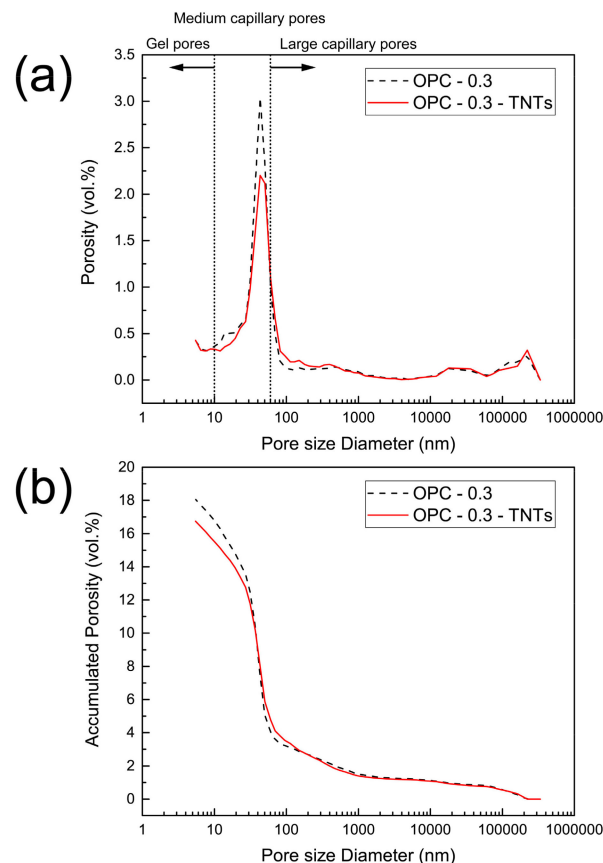 Medium capillary pores
Gel pores
Large capillary pores
(a)
3.5
3.0
2.5
2.0
1.5
1.0
0.5
0.0
Porosity (vol.%)
OPC - 0.3
OPC - 0.3 - TNTs
1 10 100 1000 10000 100000 1000000
Pore size Diameter (nm)
(b)
20
18
16
14
12
10
8
6
4
2
0
Accumulated Porosity (vol.%)
OPC - 0.3
OPC - 0.3 - TNTs
1 10 100 1000 10000 100000 1000000
Pore size Diameter (nm)